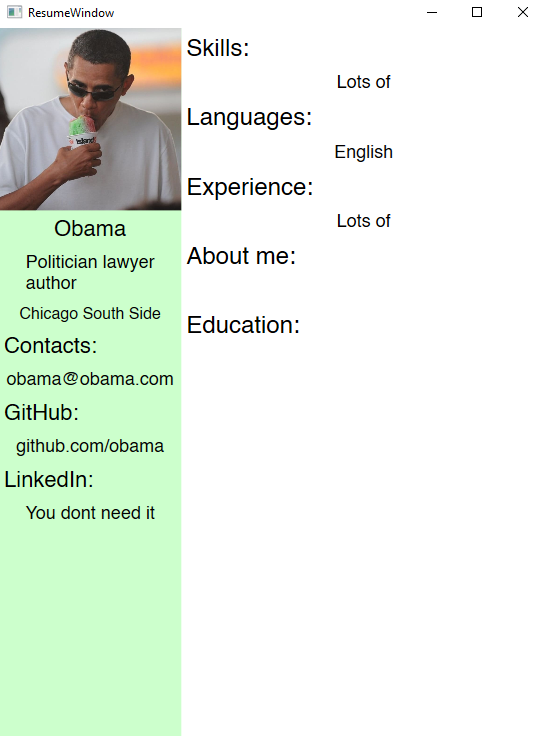 ResumeWindow
Island
Obama
Politician lawyer
author
Chicago South Side
Contacts:
obama@obama.com
GitHub:
github.com/obama
LinkedIn:
You dont need it
Skills:
Lots of
Languages:
English
Experience:
Lots of
About me:
Education: